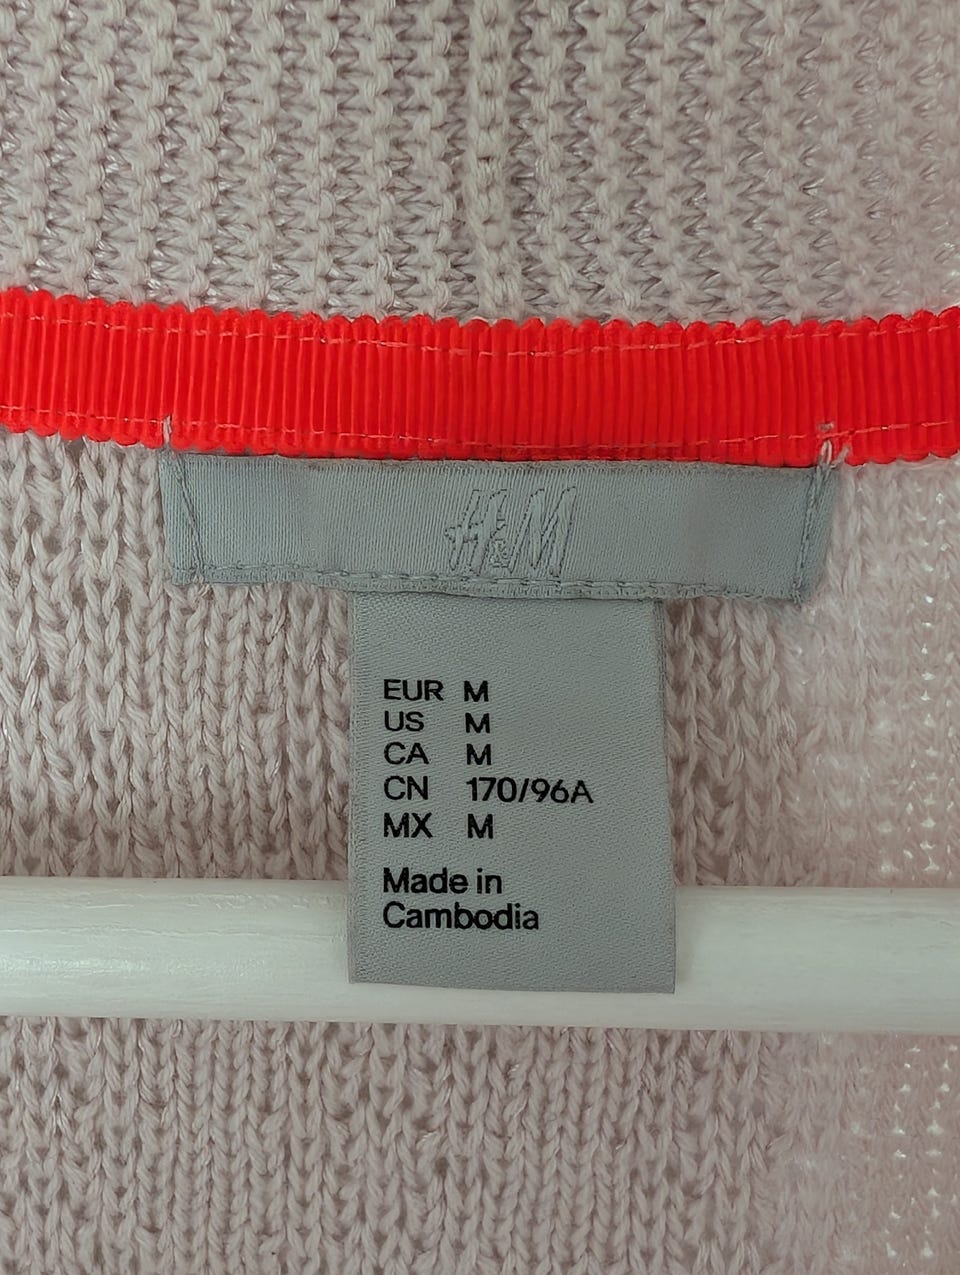 H&M
EUR M
US M
CA M
CN 170/96A
MX M
Made in
Cambodia